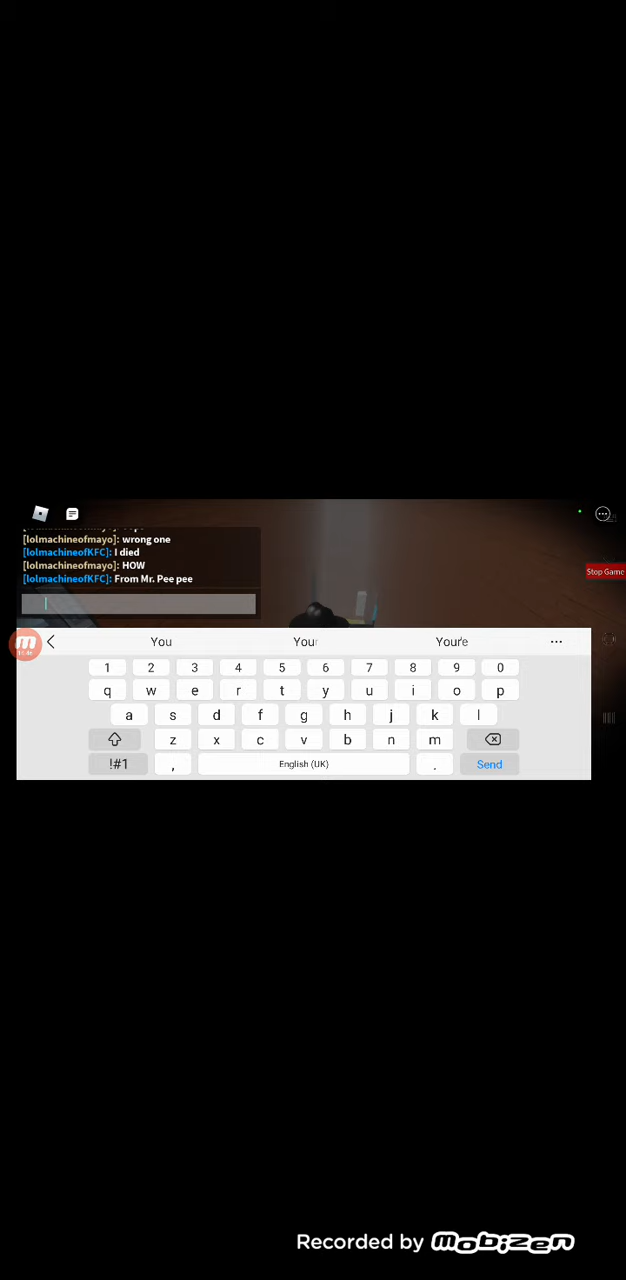 [lolmachineofmayo]: wrong one
[lolmachineofKFC]: I died
[lolmachineofmayo]: HOW
[lolmachineofKFC]: From Mr. Pee pee
Stop Game
You
Your
You're
1 2 3 4 5 6 7 8 9 0
q w e r t y u i o p
a s d f g h j k l
z x c v b n m
!#1 , English (UK) . Send
Recorded by mobizen